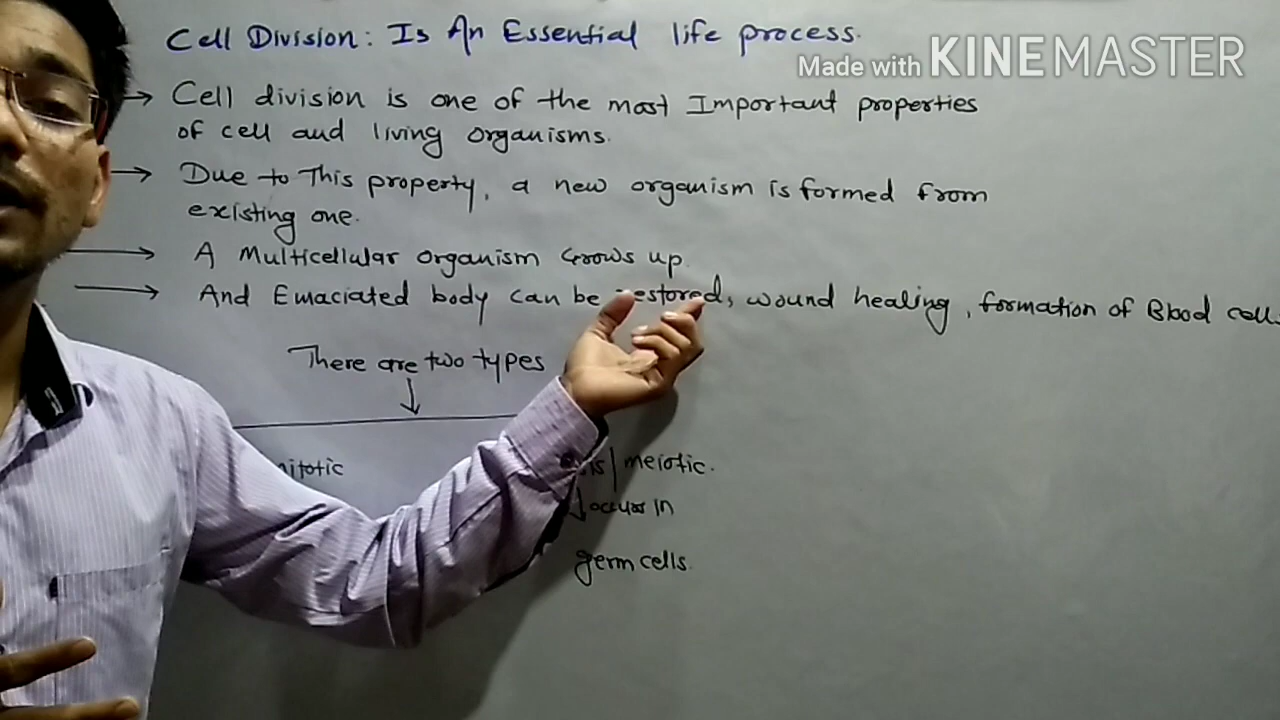 Cell Division: Is An Essential life process.
Made with KINEMASTER
→ Cell division is one of the most Important properties
of cell and living organisms.
→ Due to This property, a new organism is formed from
existing one.
→ A Multicellular organism Grows up.
→ And Emaciated body can be restored, wound healing, formation of Blood cell.
There are two types
mitotic
meiotic.
occurs in
germ cells.